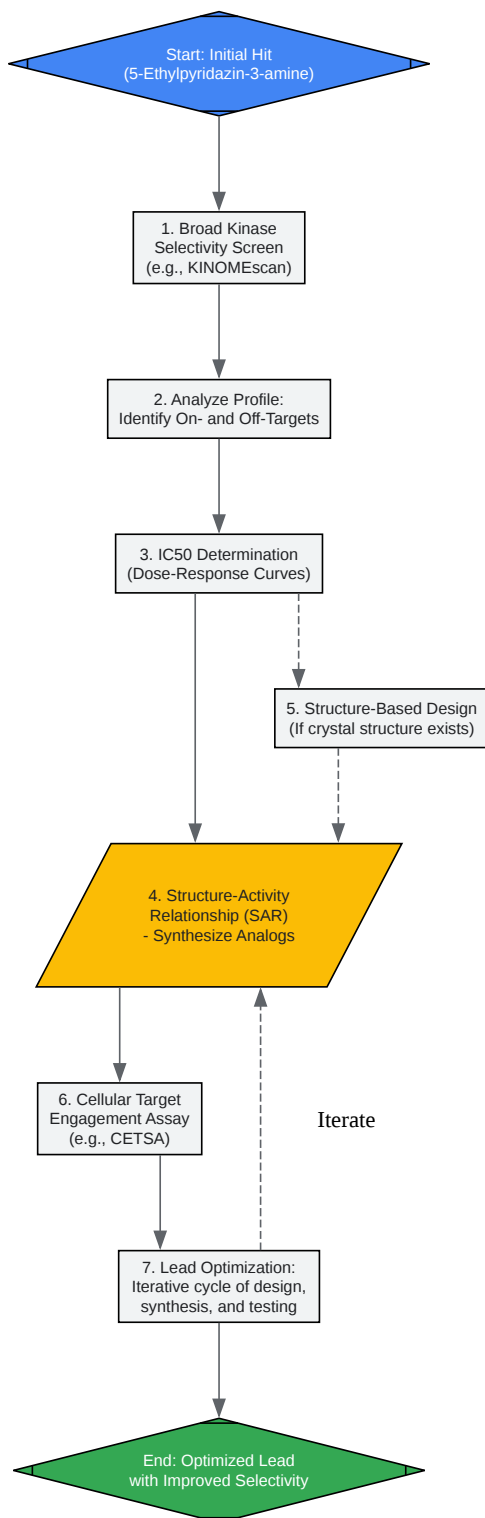 Start: Initial Hit
(5-Ethylpyridazin-3-amine)
1. Broad Kinase
Selectivity Screen
(e.g., KINOMEscan)
2. Analyze Profile:
Identify On- and Off-Targets
3. IC50 Determination
(Dose-Response Curves)
5. Structure-Based Design
(If crystal structure exists)
4. Structure-Activity
Relationship (SAR)
- Synthesize Analogs
6. Cellular Target
Engagement Assay
(e.g., CETSA)
Iterate
7. Lead Optimization:
Iterative cycle of design,
synthesis, and testing
End: Optimized Lead
with Improved Selectivity